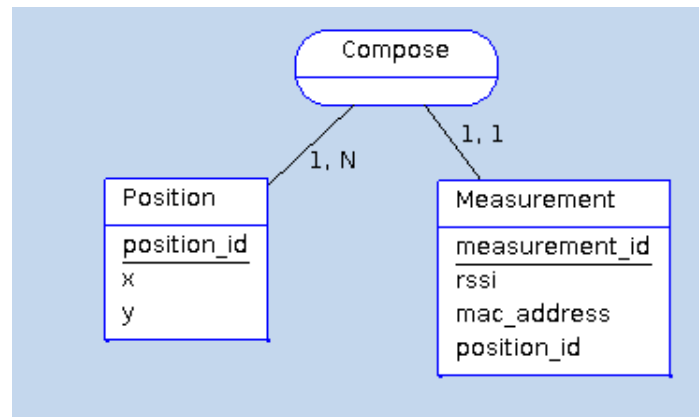 Compose
1, N
1, 1
Position
position_id
x
y
Measurement
measurement_id
rssi
mac_address
position_id